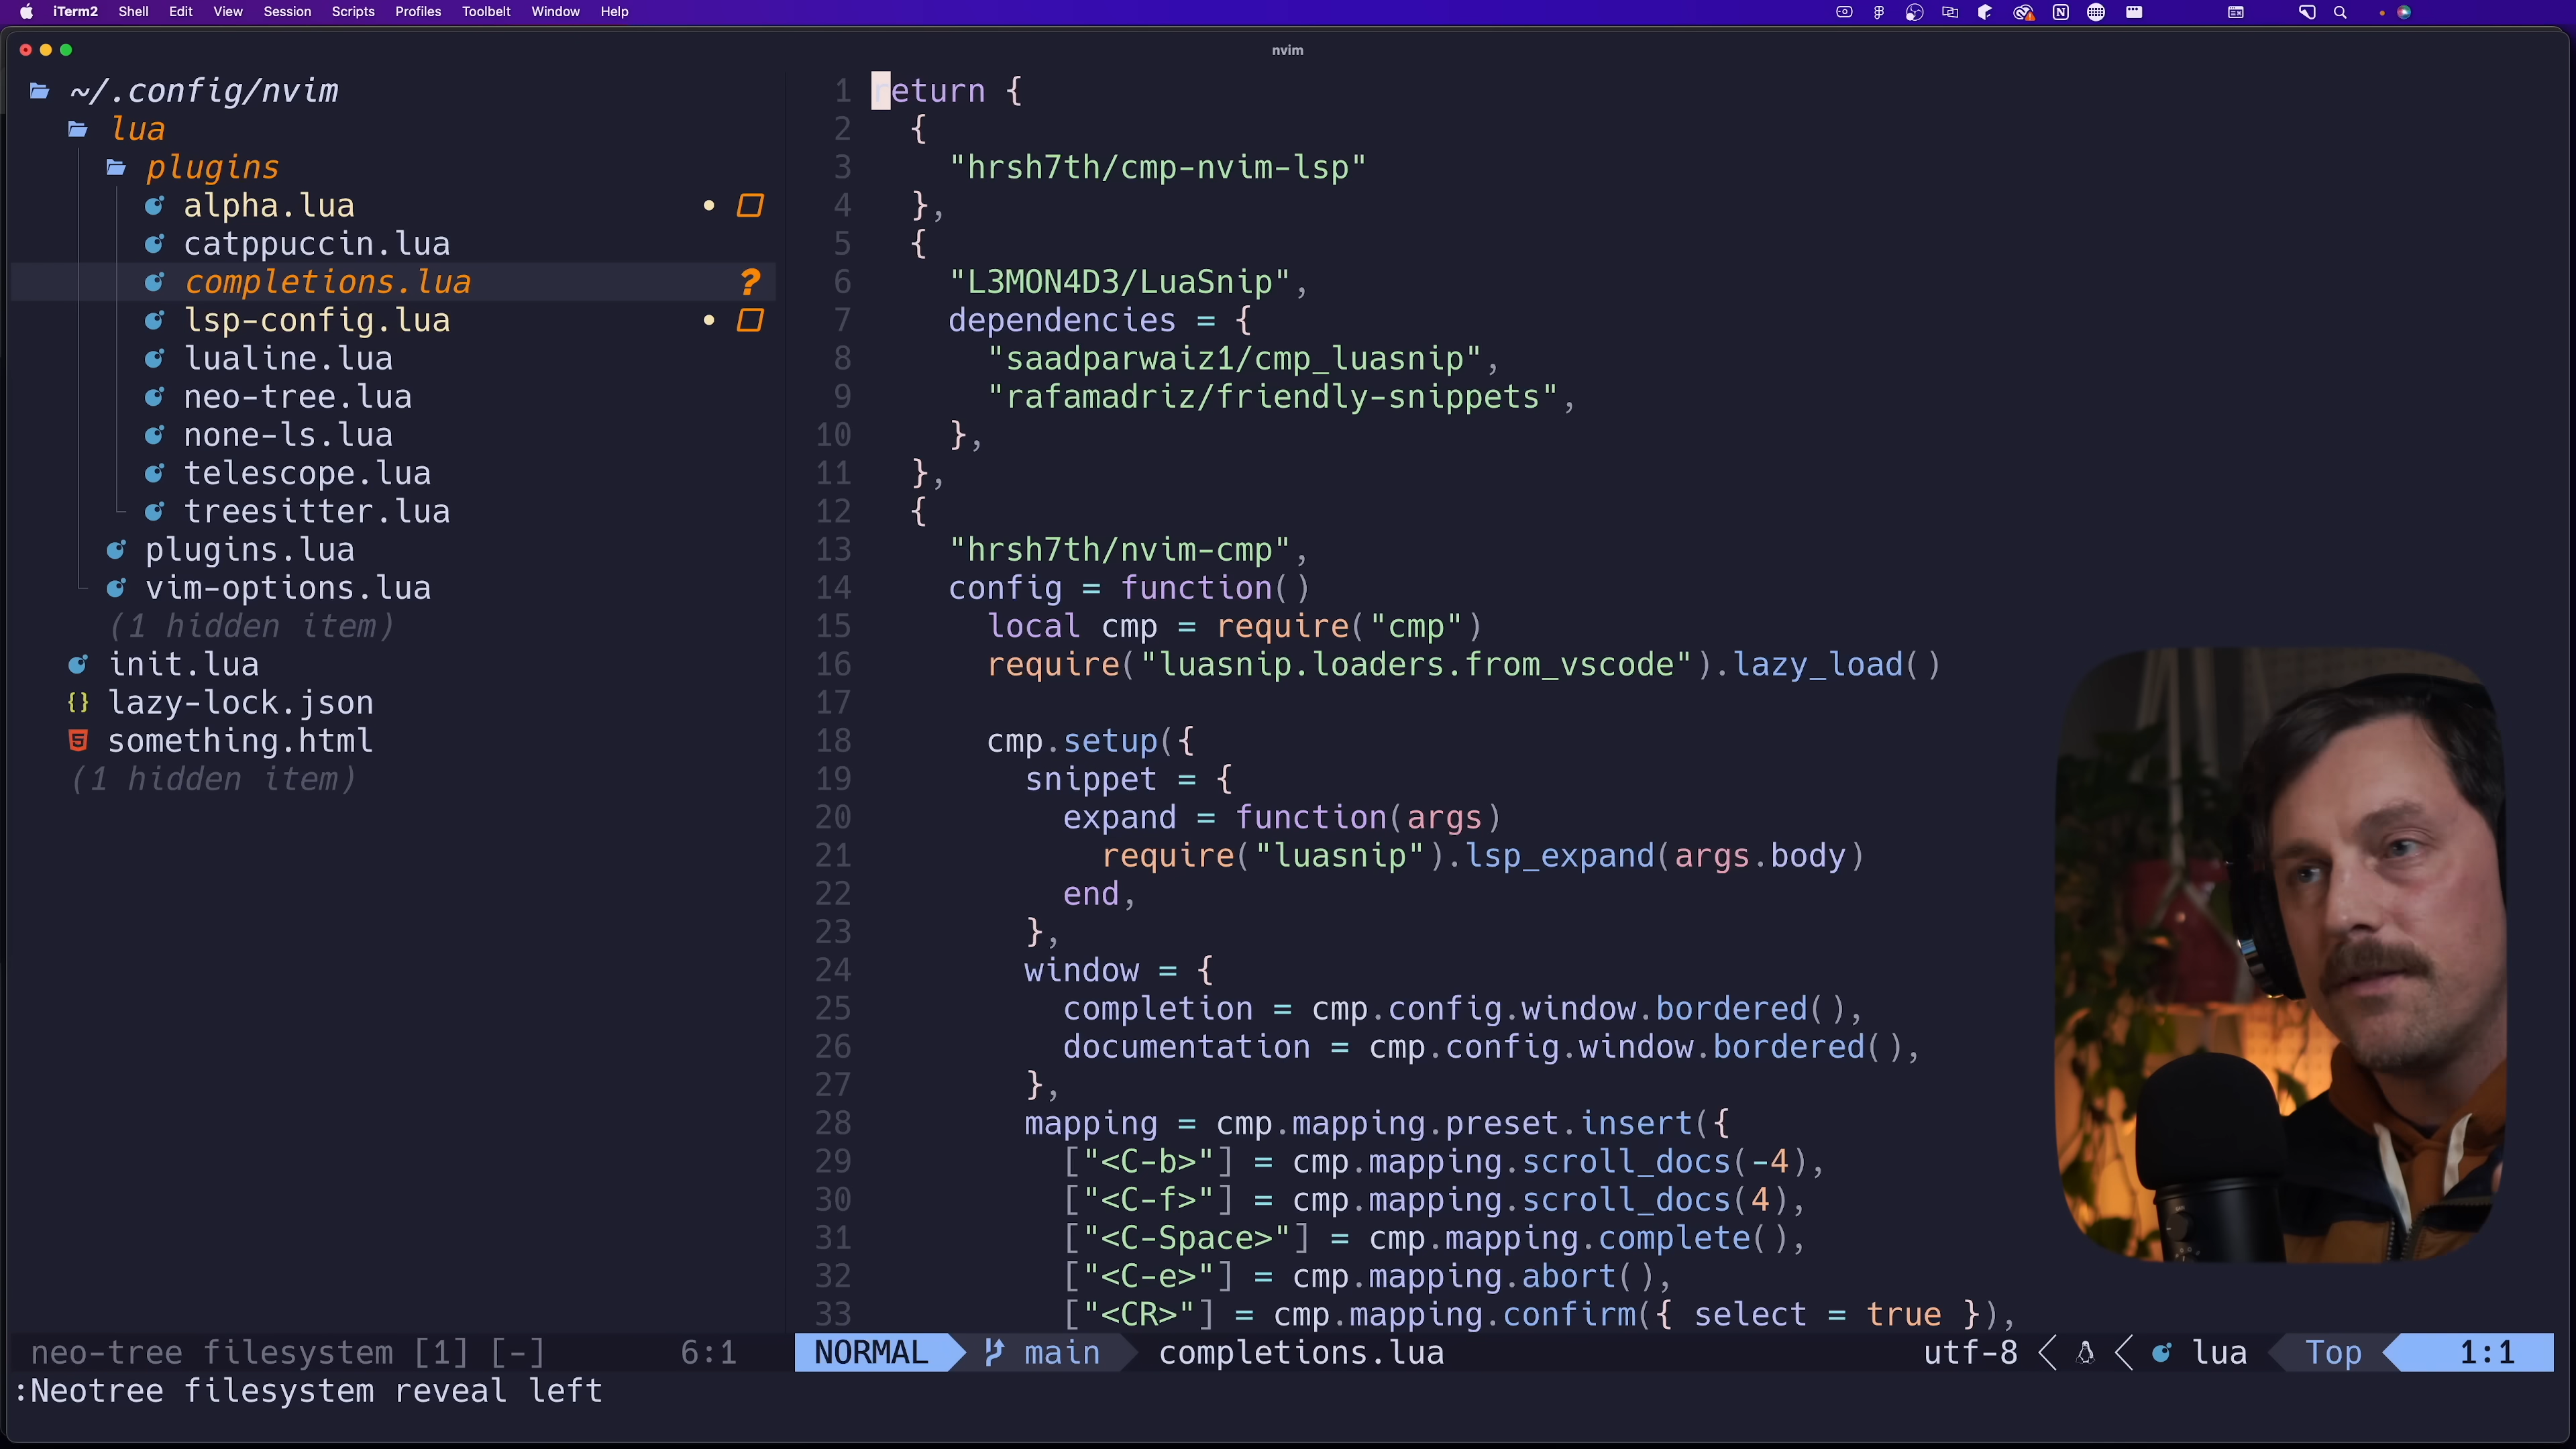 iTerm2 Shell Edit View Session Scripts Profiles Toolbelt Window Help
nvim
~/.config/nvim
lua
plugins
alpha.lua
catppuccin.lua
completions.lua ?
lsp-config.lua
lualine.lua
neo-tree.lua
none-ls.lua
telescope.lua
treesitter.lua
plugins.lua
vim-options.lua
(1 hidden item)
init.lua
{} lazy-lock.json
5 something.html
(1 hidden item)
neo-tree filesystem [1] [-] 6:1
1 return {
2 {
3 "hrsh7th/cmp-nvim-lsp"
4 },
5 {
6 "L3MON4D3/LuaSnip",
7 dependencies = {
8 "saadparwaiz1/cmp_luasnip",
9 "rafamadriz/friendly-snippets",
10 },
11 },
12 {
13 "hrsh7th/nvim-cmp",
14 config = function()
15 local cmp = require("cmp")
16 require("luasnip.loaders.from_vscode").lazy_load()
17
18 cmp.setup({
19 snippet = {
20 expand = function(args)
21 require("luasnip").lsp_expand(args.body)
22 end,
23 },
24 window = {
25 completion = cmp.config.window.bordered(),
26 documentation = cmp.config.window.bordered(),
27 },
28 mapping = cmp.mapping.preset.insert({
29 ["<C-b>"] = cmp.mapping.scroll_docs(-4),
30 ["<C-f>"] = cmp.mapping.scroll_docs(4),
31 ["<C-Space>"] = cmp.mapping.complete(),
32 ["<C-e>"] = cmp.mapping.abort(),
33 ["<CR>"] = cmp.mapping.confirm({ select = true }),
NORMAL main completions.lua utf-8 lua Top 1:1
:Neotree filesystem reveal left